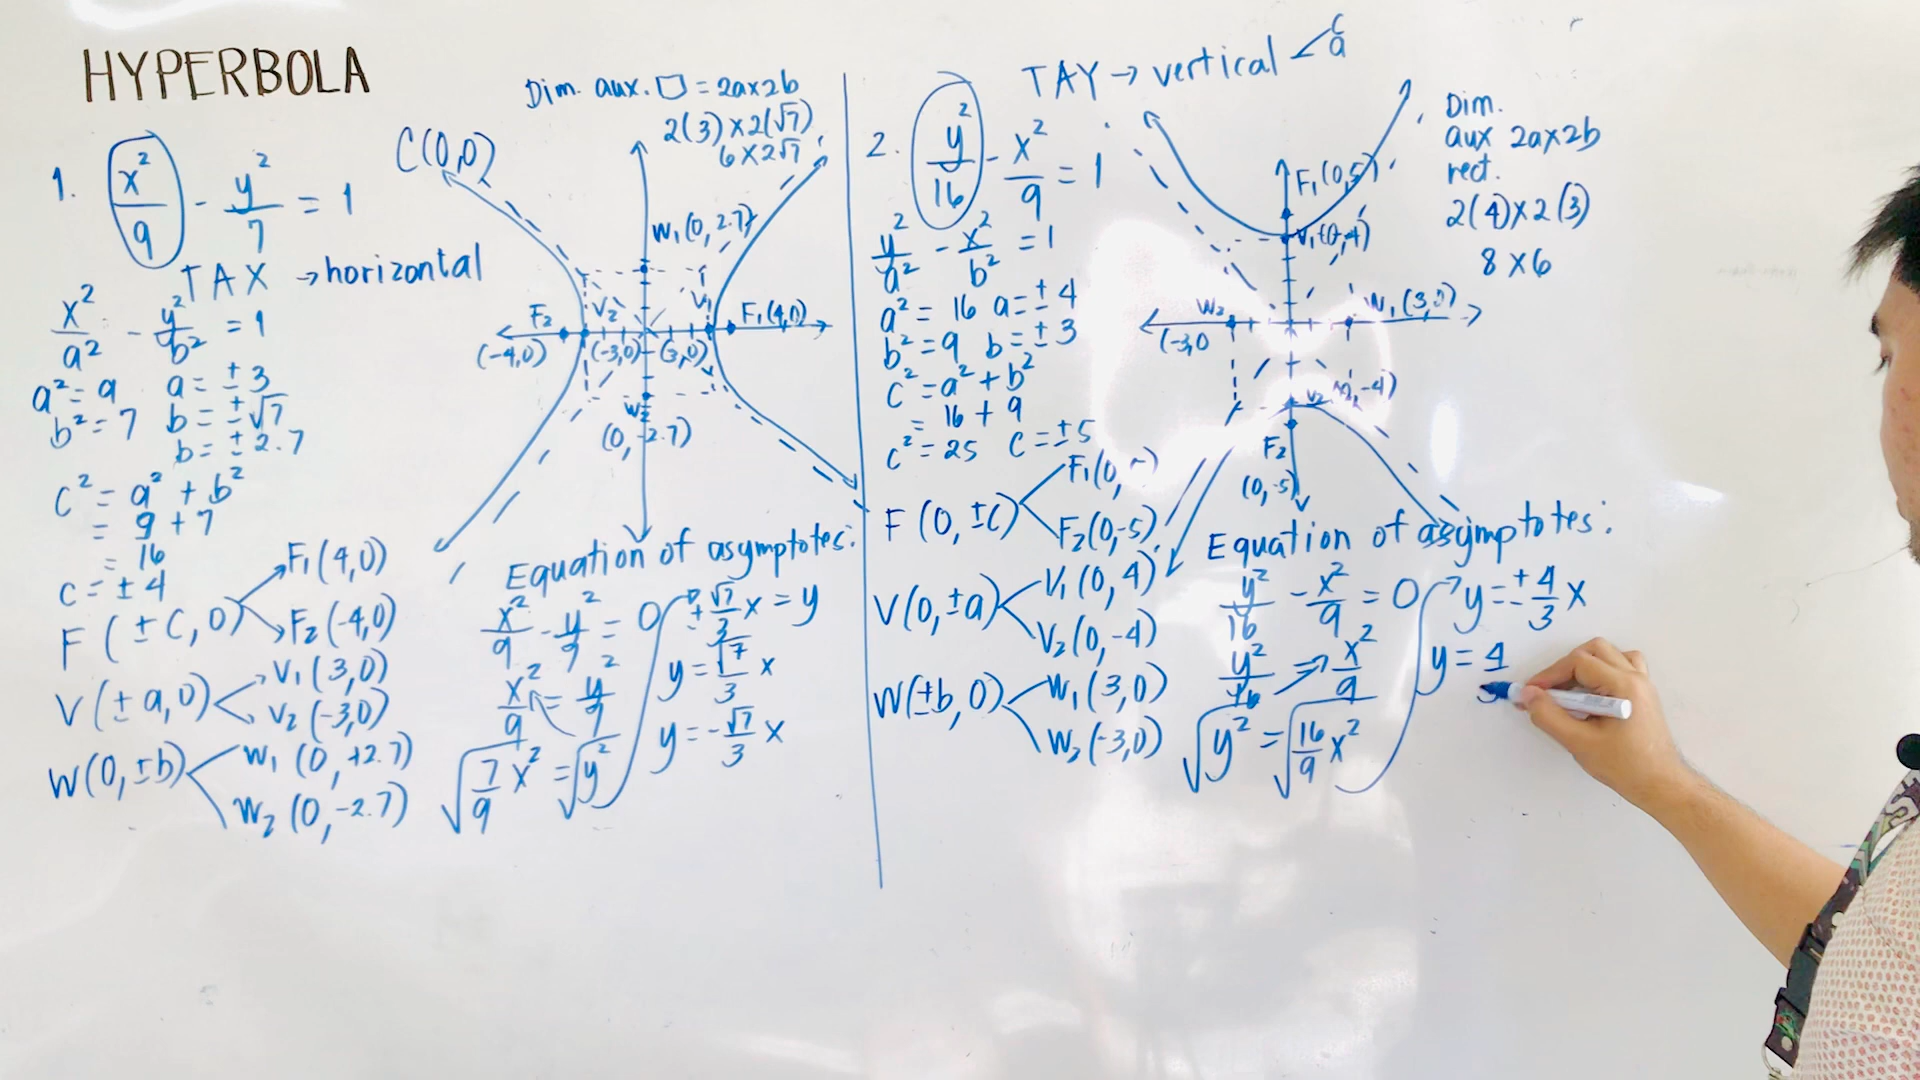 HYPERBOLA
1. x²/9 - y²/7 = 1
TAX → horizontal
x²/a² - y²/b² = 1
a² = 9 a = ±3
b² = 7 b = ±√7
b = ±2.7
c² = a² + b²
= 9 + 7
= 16
c = ±4
F(±c, 0) F₁(4,0)
F₂(-4,0)
V(±a, 0) V₁(3,0)
V₂(-3,0)
W(0, ±b) W₁(0, +2.7)
W₂(0, -2.7)
C(0,0)
Dim. aux. □ = 2a x 2b
2(3) x 2(√7)
6 x 2√7
W₁(0, 2.7)
F₂ V₂ V₁ F₁(4,0)
(-4,0) (-3,0) (3,0)
W₂
(0, -2.7)
Equation of asymptotes:
x²/9 - y²/7 = 0
x²/9 = y²/7
√(7/9 x²) = √(y²)
±√7/3 x = y
y = √7/3 x
y = -√7/3 x
2. y²/16 - x²/9 = 1
TAY → vertical < c
a
y²/a² - x²/b² = 1
a² = 16 a = ±4
b² = 9 b = ±3
c² = a² + b²
= 16 + 9
c² = 25 c = ±5
F(0, ±c) F₁(0,
F₂(0,-5)
V(0, ±a) V₁(0, 4)
V₂(0, -4)
W(±b, 0) W₁(3,0)
W₂(-3,0)
Dim.
aux 2a x 2b
rect.
2(4) x 2(3)
8 x 6
F₁(0,5)
V₁(0,4)
W₂ W₁(3,0)
(-3,0
V₂ -4)
F₂
(0,-5)
Equation of asymptotes:
y²/16 - x²/9 = 0
y²/16 = x²/9
√(y²) = √(16/9 x²)
y = ±4/3 x
y = 4